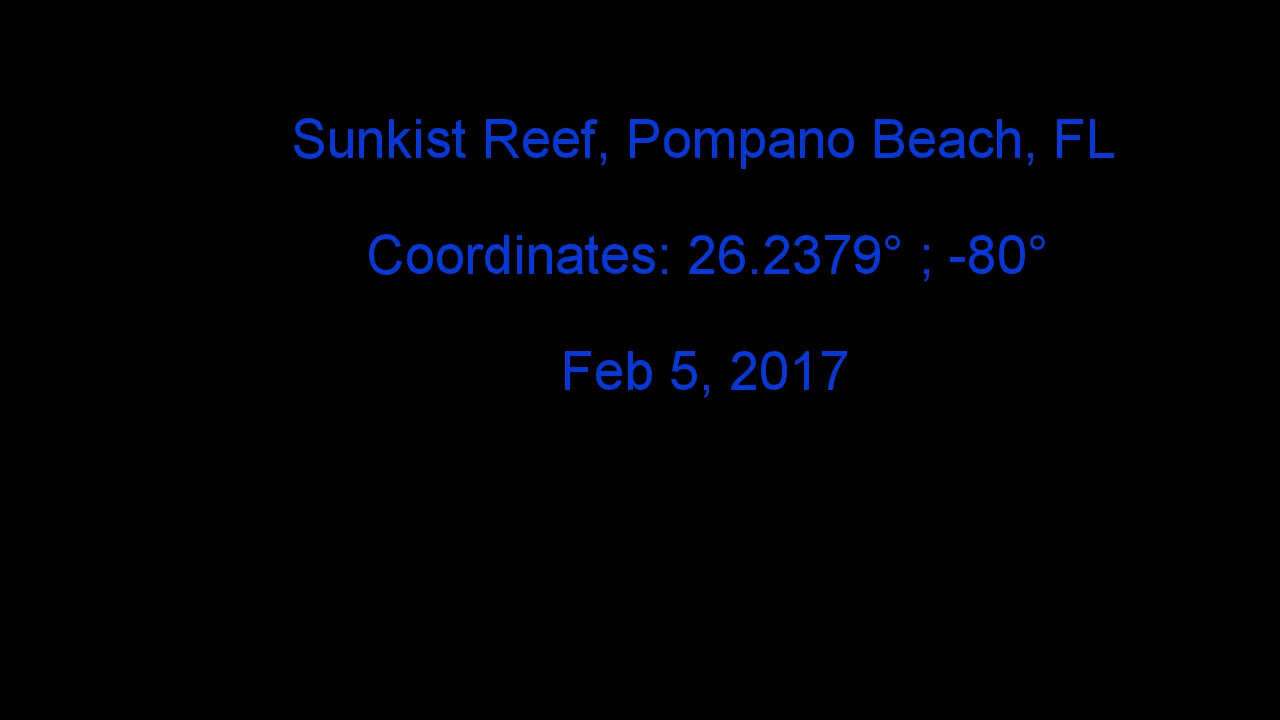 Sunkist Reef, Pompano Beach, FL
Coordinates: 26.2379° ; -80°
Feb 5, 2017